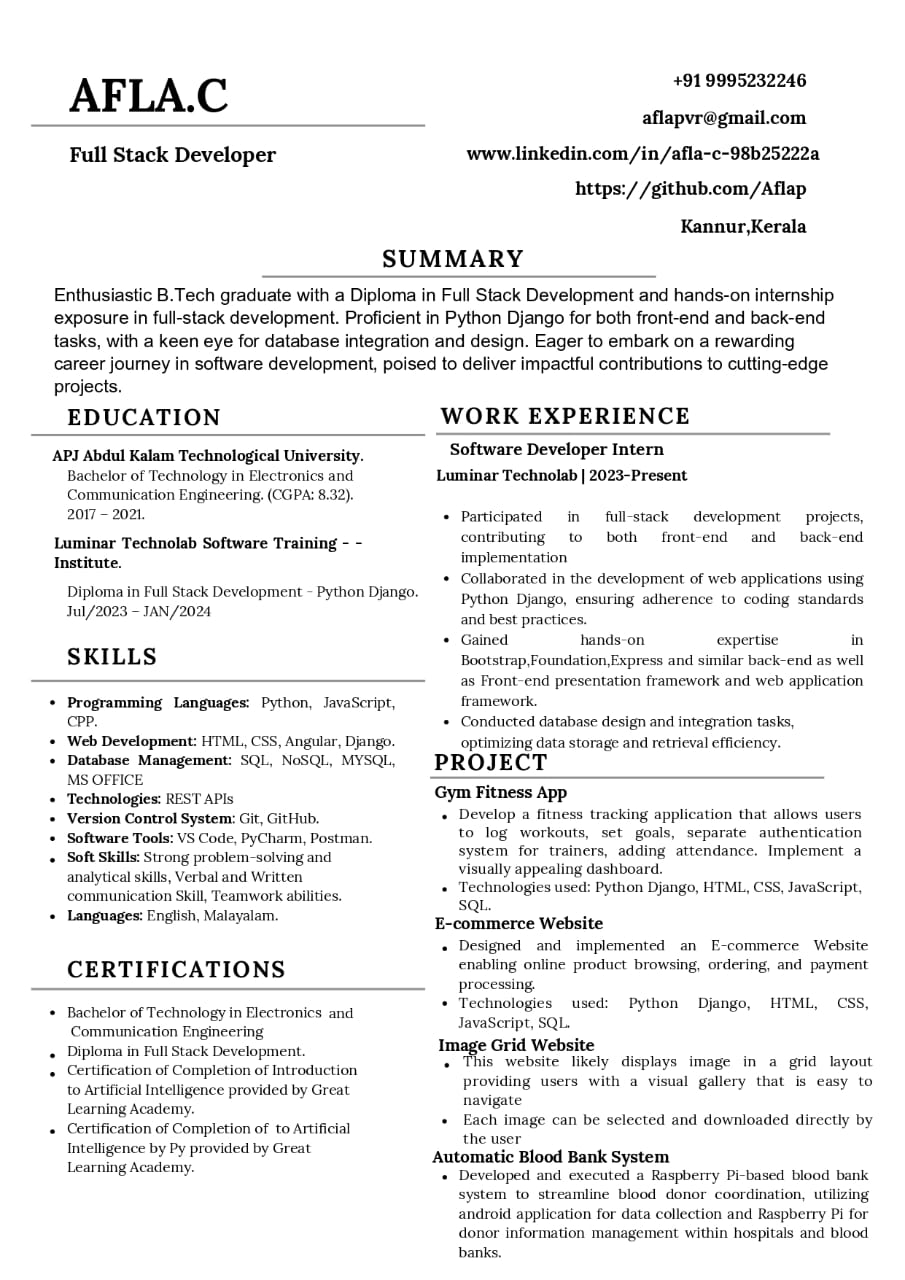 AFLA.C
Full Stack Developer
+91 9995232246
aflapvr@gmail.com
www.linkedin.com/in/afla-c-98b25222a
https://github.com/Aflap
Kannur,Kerala
SUMMARY
Enthusiastic B.Tech graduate with a Diploma in Full Stack Development and hands-on internship
exposure in full-stack development. Proficient in Python Django for both front-end and back-end
tasks, with a keen eye for database integration and design. Eager to embark on a rewarding
career journey in software development, poised to deliver impactful contributions to cutting-edge
projects.
EDUCATION
APJ Abdul Kalam Technological University.
Bachelor of Technology in Electronics and
Communication Engineering. (CGPA: 8.32).
2017 – 2021.
Luminar Technolab Software Training - -
Institute.
Diploma in Full Stack Development - Python Django.
Jul/2023 – JAN/2024
SKILLS
• Programming Languages: Python, JavaScript,
CPP.
• Web Development: HTML, CSS, Angular, Django.
• Database Management: SQL, NoSQL, MYSQL,
MS OFFICE
• Technologies: REST APIs
• Version Control System: Git, GitHub.
• Software Tools: VS Code, PyCharm, Postman.
• Soft Skills: Strong problem-solving and
analytical skills, Verbal and Written
communication Skill, Teamwork abilities.
• Languages: English, Malayalam.
CERTIFICATIONS
• Bachelor of Technology in Electronics and
Communication Engineering
• Diploma in Full Stack Development.
• Certification of Completion of Introduction
to Artificial Intelligence provided by Great
Learning Academy.
• Certification of Completion of to Artificial
Intelligence by Py provided by Great
Learning Academy.
WORK EXPERIENCE
Software Developer Intern
Luminar Technolab | 2023-Present
• Participated in full-stack development projects,
contributing to both front-end and back-end
implementation
• Collaborated in the development of web applications using
Python Django, ensuring adherence to coding standards
and best practices.
• Gained hands-on expertise in
Bootstrap,Foundation,Express and similar back-end as well
as Front-end presentation framework and web application
framework.
• Conducted database design and integration tasks,
optimizing data storage and retrieval efficiency.
PROJECT
Gym Fitness App
• Develop a fitness tracking application that allows users
to log workouts, set goals, separate authentication
system for trainers, adding attendance. Implement a
visually appealing dashboard.
• Technologies used: Python Django, HTML, CSS, JavaScript,
SQL.
E-commerce Website
• Designed and implemented an E-commerce Website
enabling online product browsing, ordering, and payment
processing.
• Technologies used: Python Django, HTML, CSS,
JavaScript, SQL.
Image Grid Website
• This website likely displays image in a grid layout
providing users with a visual gallery that is easy to
navigate
• Each image can be selected and downloaded directly by
the user
Automatic Blood Bank System
• Developed and executed a Raspberry Pi-based blood bank
system to streamline blood donor coordination, utilizing
android application for data collection and Raspberry Pi for
donor information management within hospitals and blood
banks.